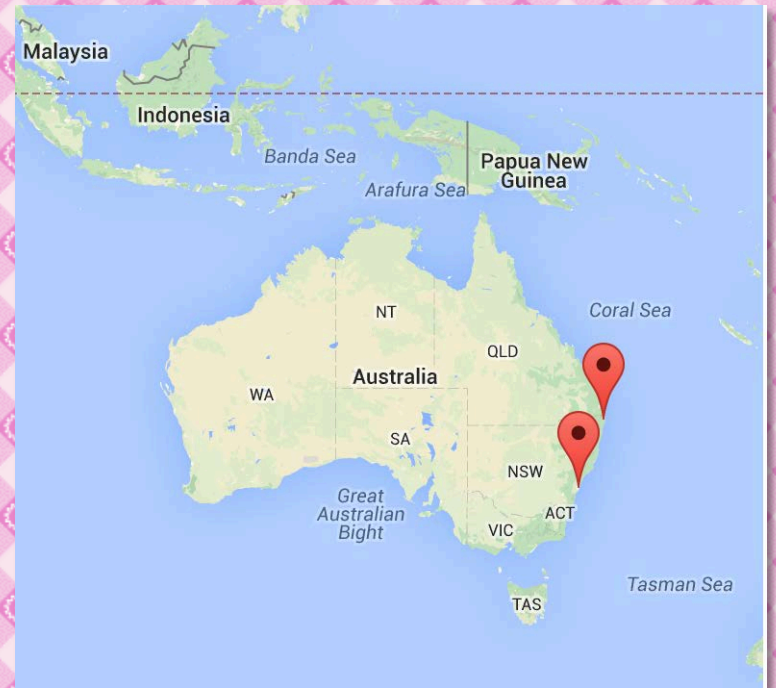 Malaysia
Indonesia
Banda Sea
Papua New
Guinea
Arafura Sea
Coral Sea
NT
QLD
Australia
WA
SA
NSW
Great
Australian
Bight
ACT
VIC
Tasman Sea
TAS